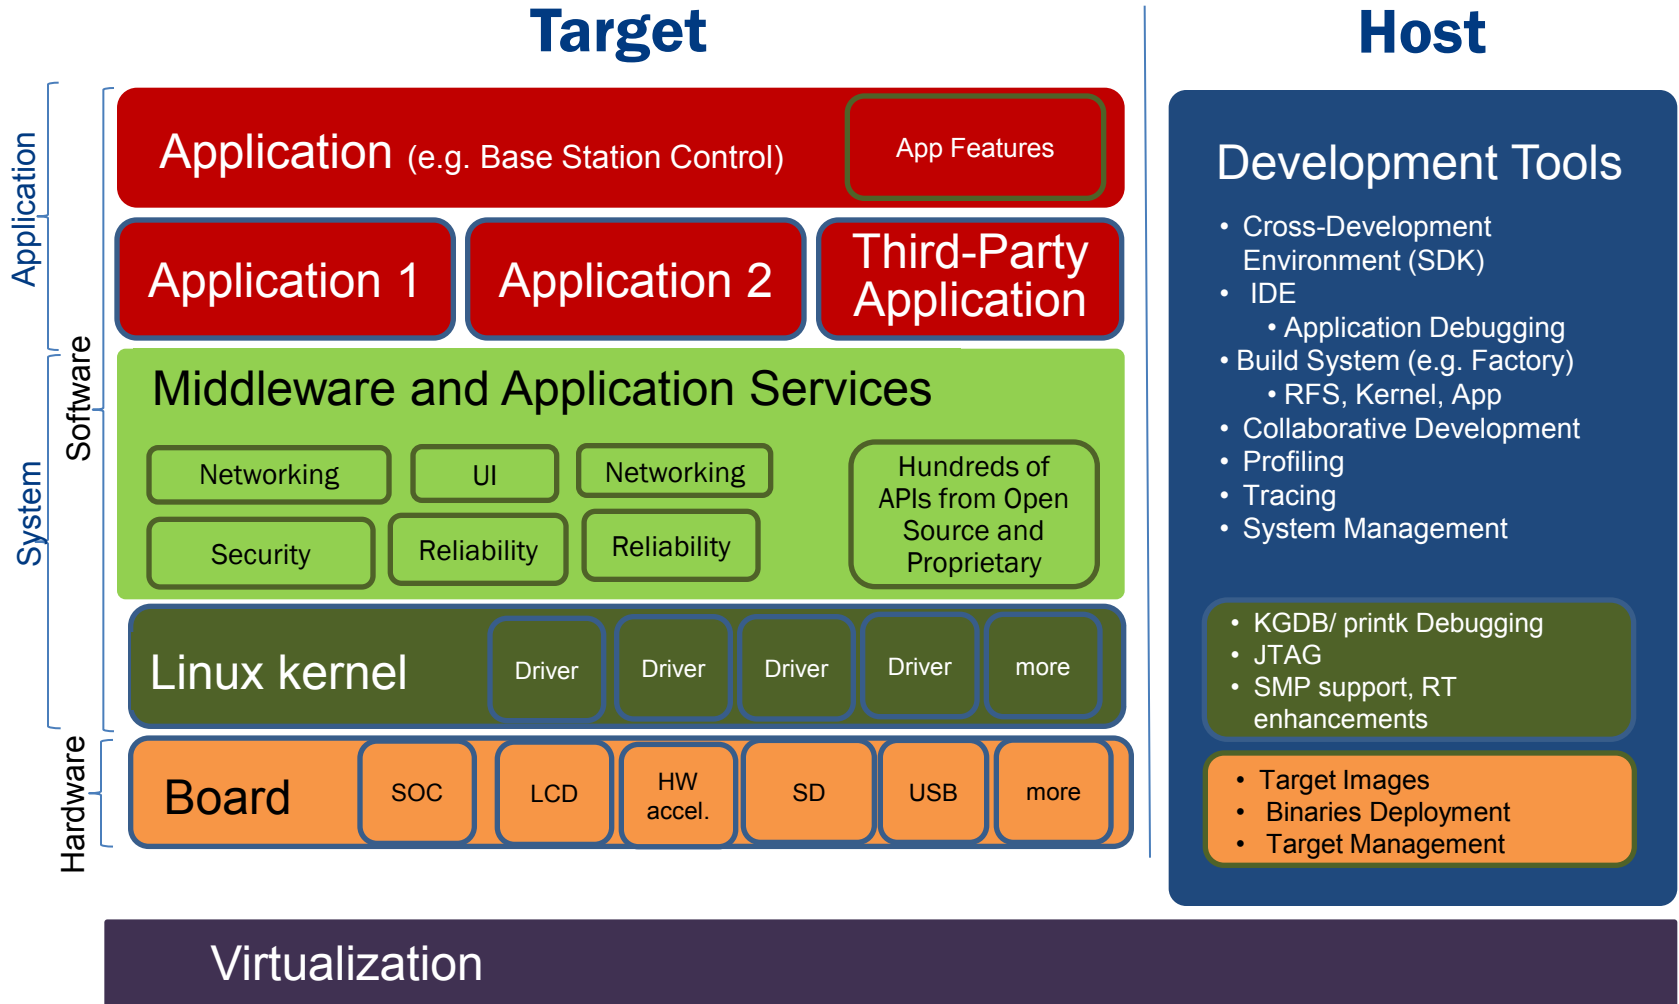 Target
Host
Application
Software
System
Hardware
Application (e.g. Base Station Control)
App Features
Application 1
Application 2
Third-Party
Application
Middleware and Application Services
Networking
UI
Networking
Security
Reliability
Reliability
Hundreds of
APIs from Open
Source and
Proprietary
Linux kernel
Driver
Driver
Driver
Driver
more
Board
SOC
LCD
HW
accel.
SD
USB
more
Development Tools
• Cross-Development
Environment (SDK)
• IDE
• Application Debugging
• Build System (e.g. Factory)
• RFS, Kernel, App
• Collaborative Development
• Profiling
• Tracing
• System Management
• KGDB/ printk Debugging
• JTAG
• SMP support, RT
enhancements
• Target Images
• Binaries Deployment
• Target Management
Virtualization